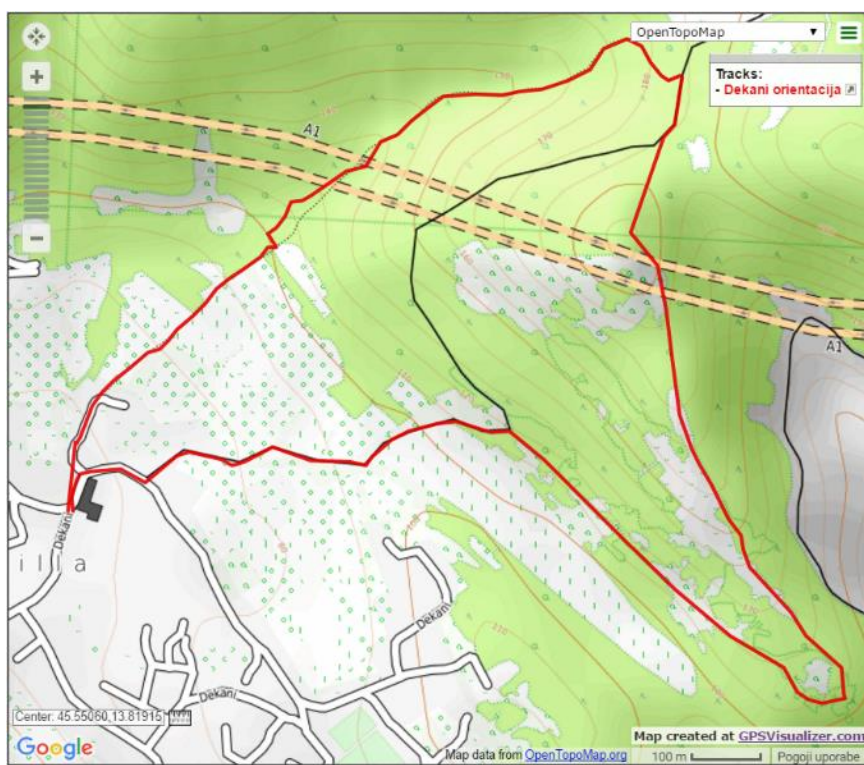 OpenTopoMap
Tracks:
- Dekani orientacija
A1
A1
Dekani
illa
Dekani
Dekani
Center: 45.55060,13.81915
Google
Map data from OpenTopoMap.org
Map created at GPSVisualizer.com
100 m
Pogoji uporabe